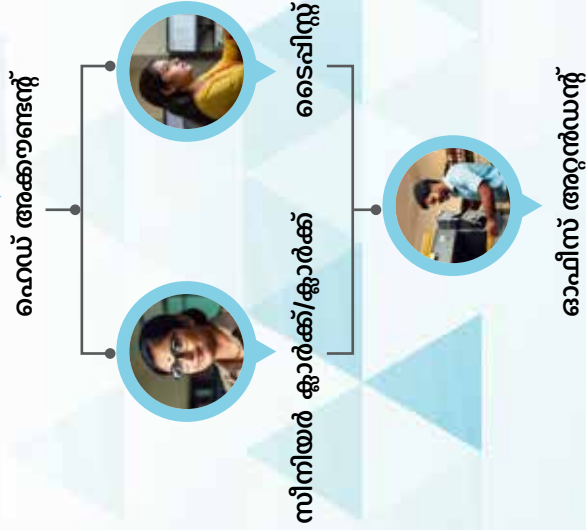 ഹെഡ് അക്കൗണ്ടന്റ്
സീനിയർ ക്ലാർക്ക്/ക്ലാർക്ക്
ടൈപ്പിസ്റ്റ്
ഓഫീസ് അറ്റൻഡന്റ്